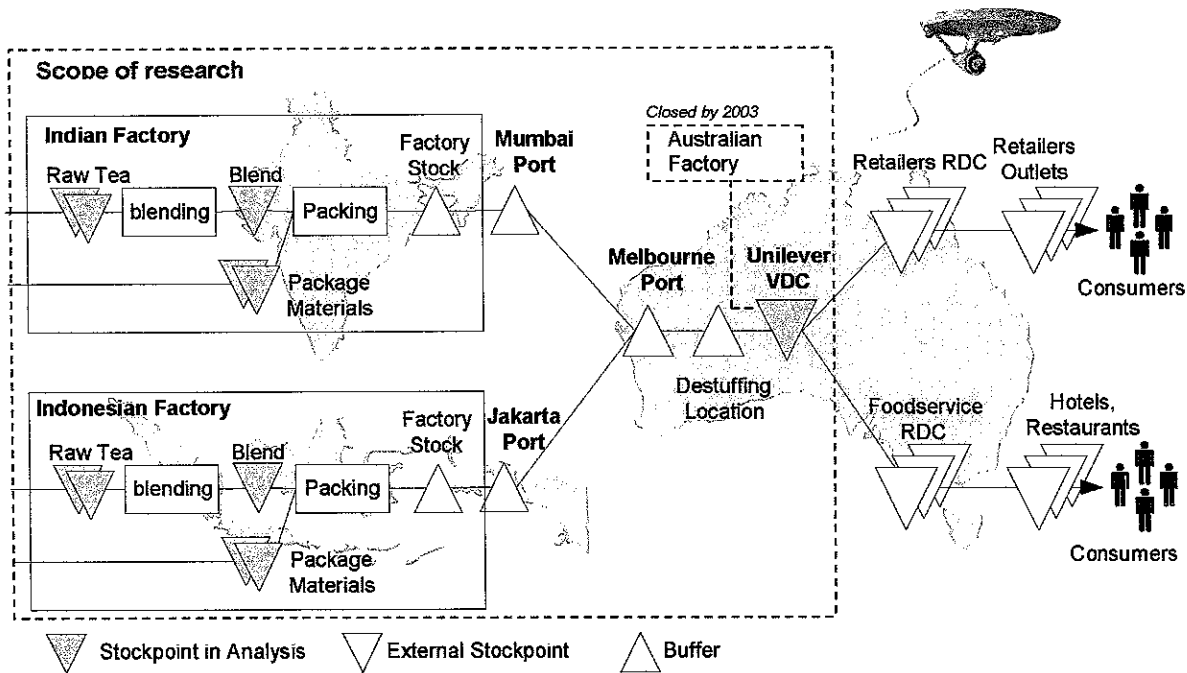 Scope of research
Closed by 2003
Australian
Factory
Indian Factory
Raw Tea
blending
Blend
Packing
Package
Materials
Factory
Stock
Mumbai
Port
Indonesian Factory
Raw Tea
blending
Blend
Packing
Package
Materials
Factory
Stock
Jakarta
Port
Melbourne
Port
Destuffing
Location
Unilever
VDC
Retailers RDC
Retailers
Outlets
Consumers
Foodservice
RDC
Hotels,
Restaurants
Consumers
Stockpoint in Analysis
External Stockpoint
Buffer